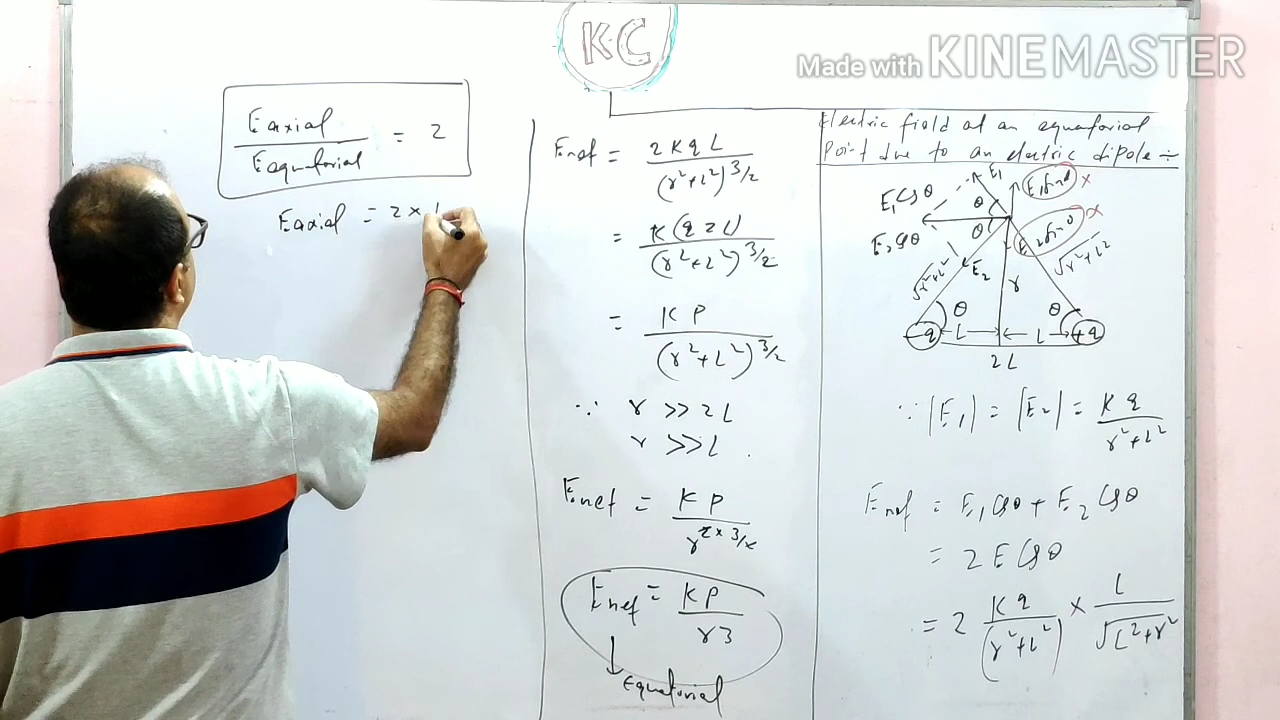 KC
Made with KINEMASTER
Eaxial / Eequatorial = 2
Eaxial = 2 ×
Enet = 2KqL / (r²+L²)^3/2
= K(q2L) / (r²+L²)^3/2
= KP / (r²+L²)^3/2
∵ r >> 2L
r >> L.
Enet = KP / r^2×3/2
Enet = KP / r3
↓
equatorial
Electric field at an equatorial
Point due to an electric dipole :-
E₁
E₁sinθ ×
E₁cosθ
θ
θ
E₂sinθ ×
E₂cosθ
E₂
√r²+L²
√r²+L²
r
θ
θ
-q
L
L
+q
2L
∵ |E₁| = |E₂| = Kq / r²+L²
Enet = E₁cosθ + E₂cosθ
= 2Ecosθ
= 2 Kq / (r²+L²) × L / √L²+r²